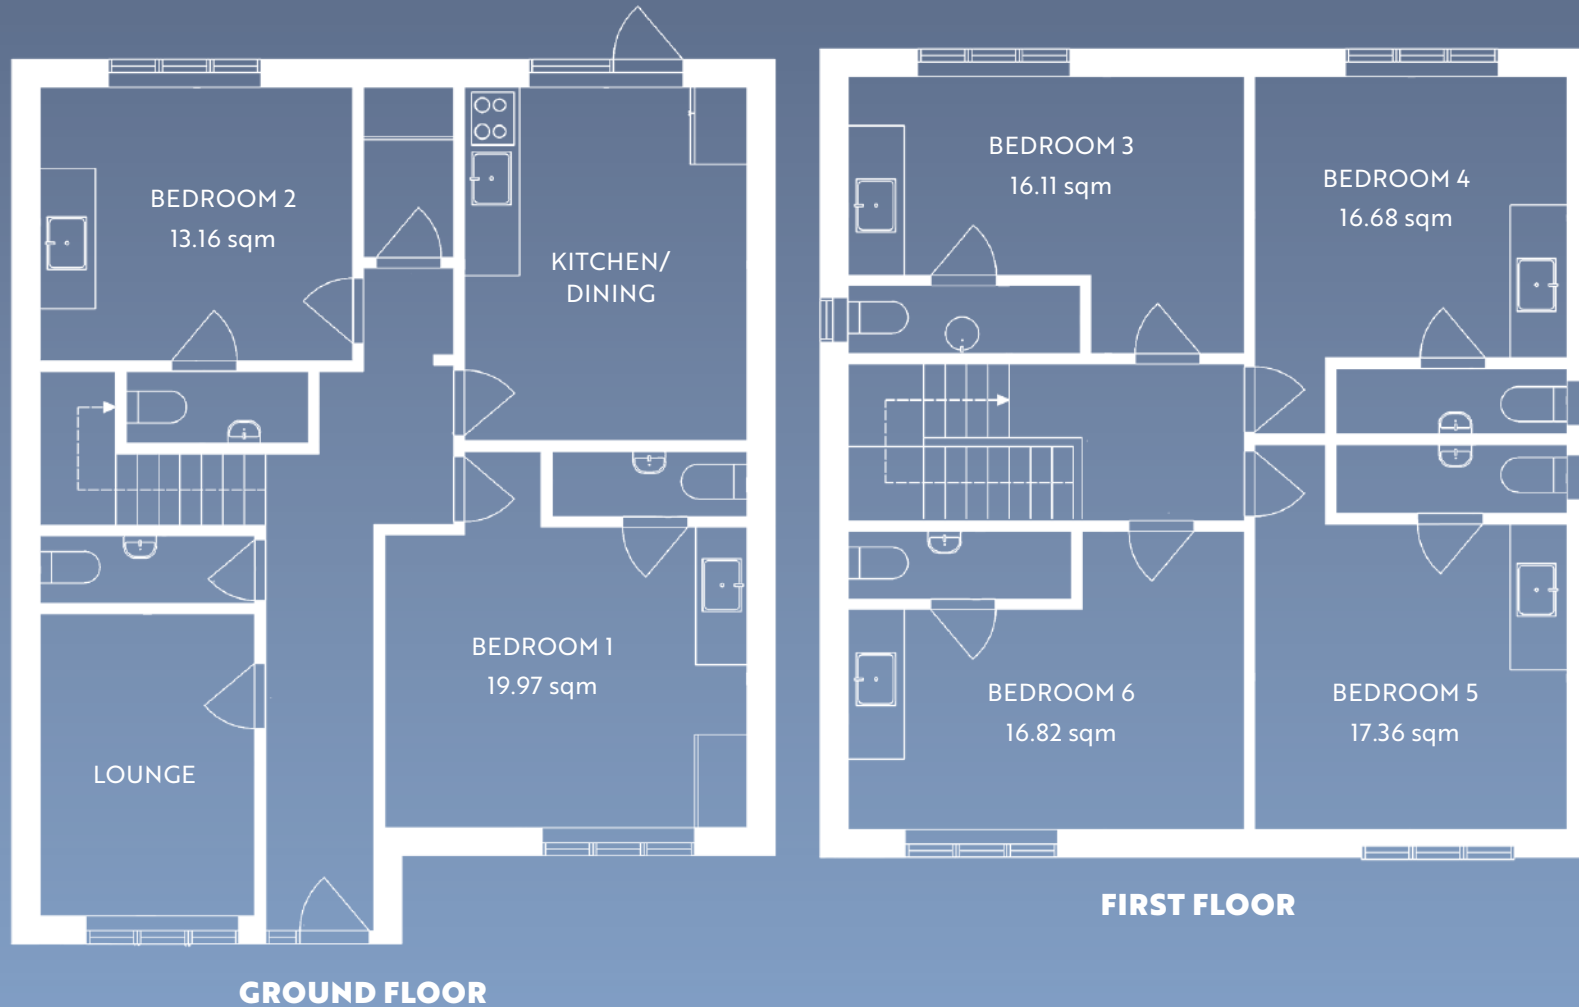 BEDROOM 2
13.16 sqm
KITCHEN/
DINING
BEDROOM 1
19.97 sqm
LOUNGE
GROUND FLOOR
BEDROOM 3
16.11 sqm
BEDROOM 4
16.68 sqm
BEDROOM 6
16.82 sqm
BEDROOM 5
17.36 sqm
FIRST FLOOR